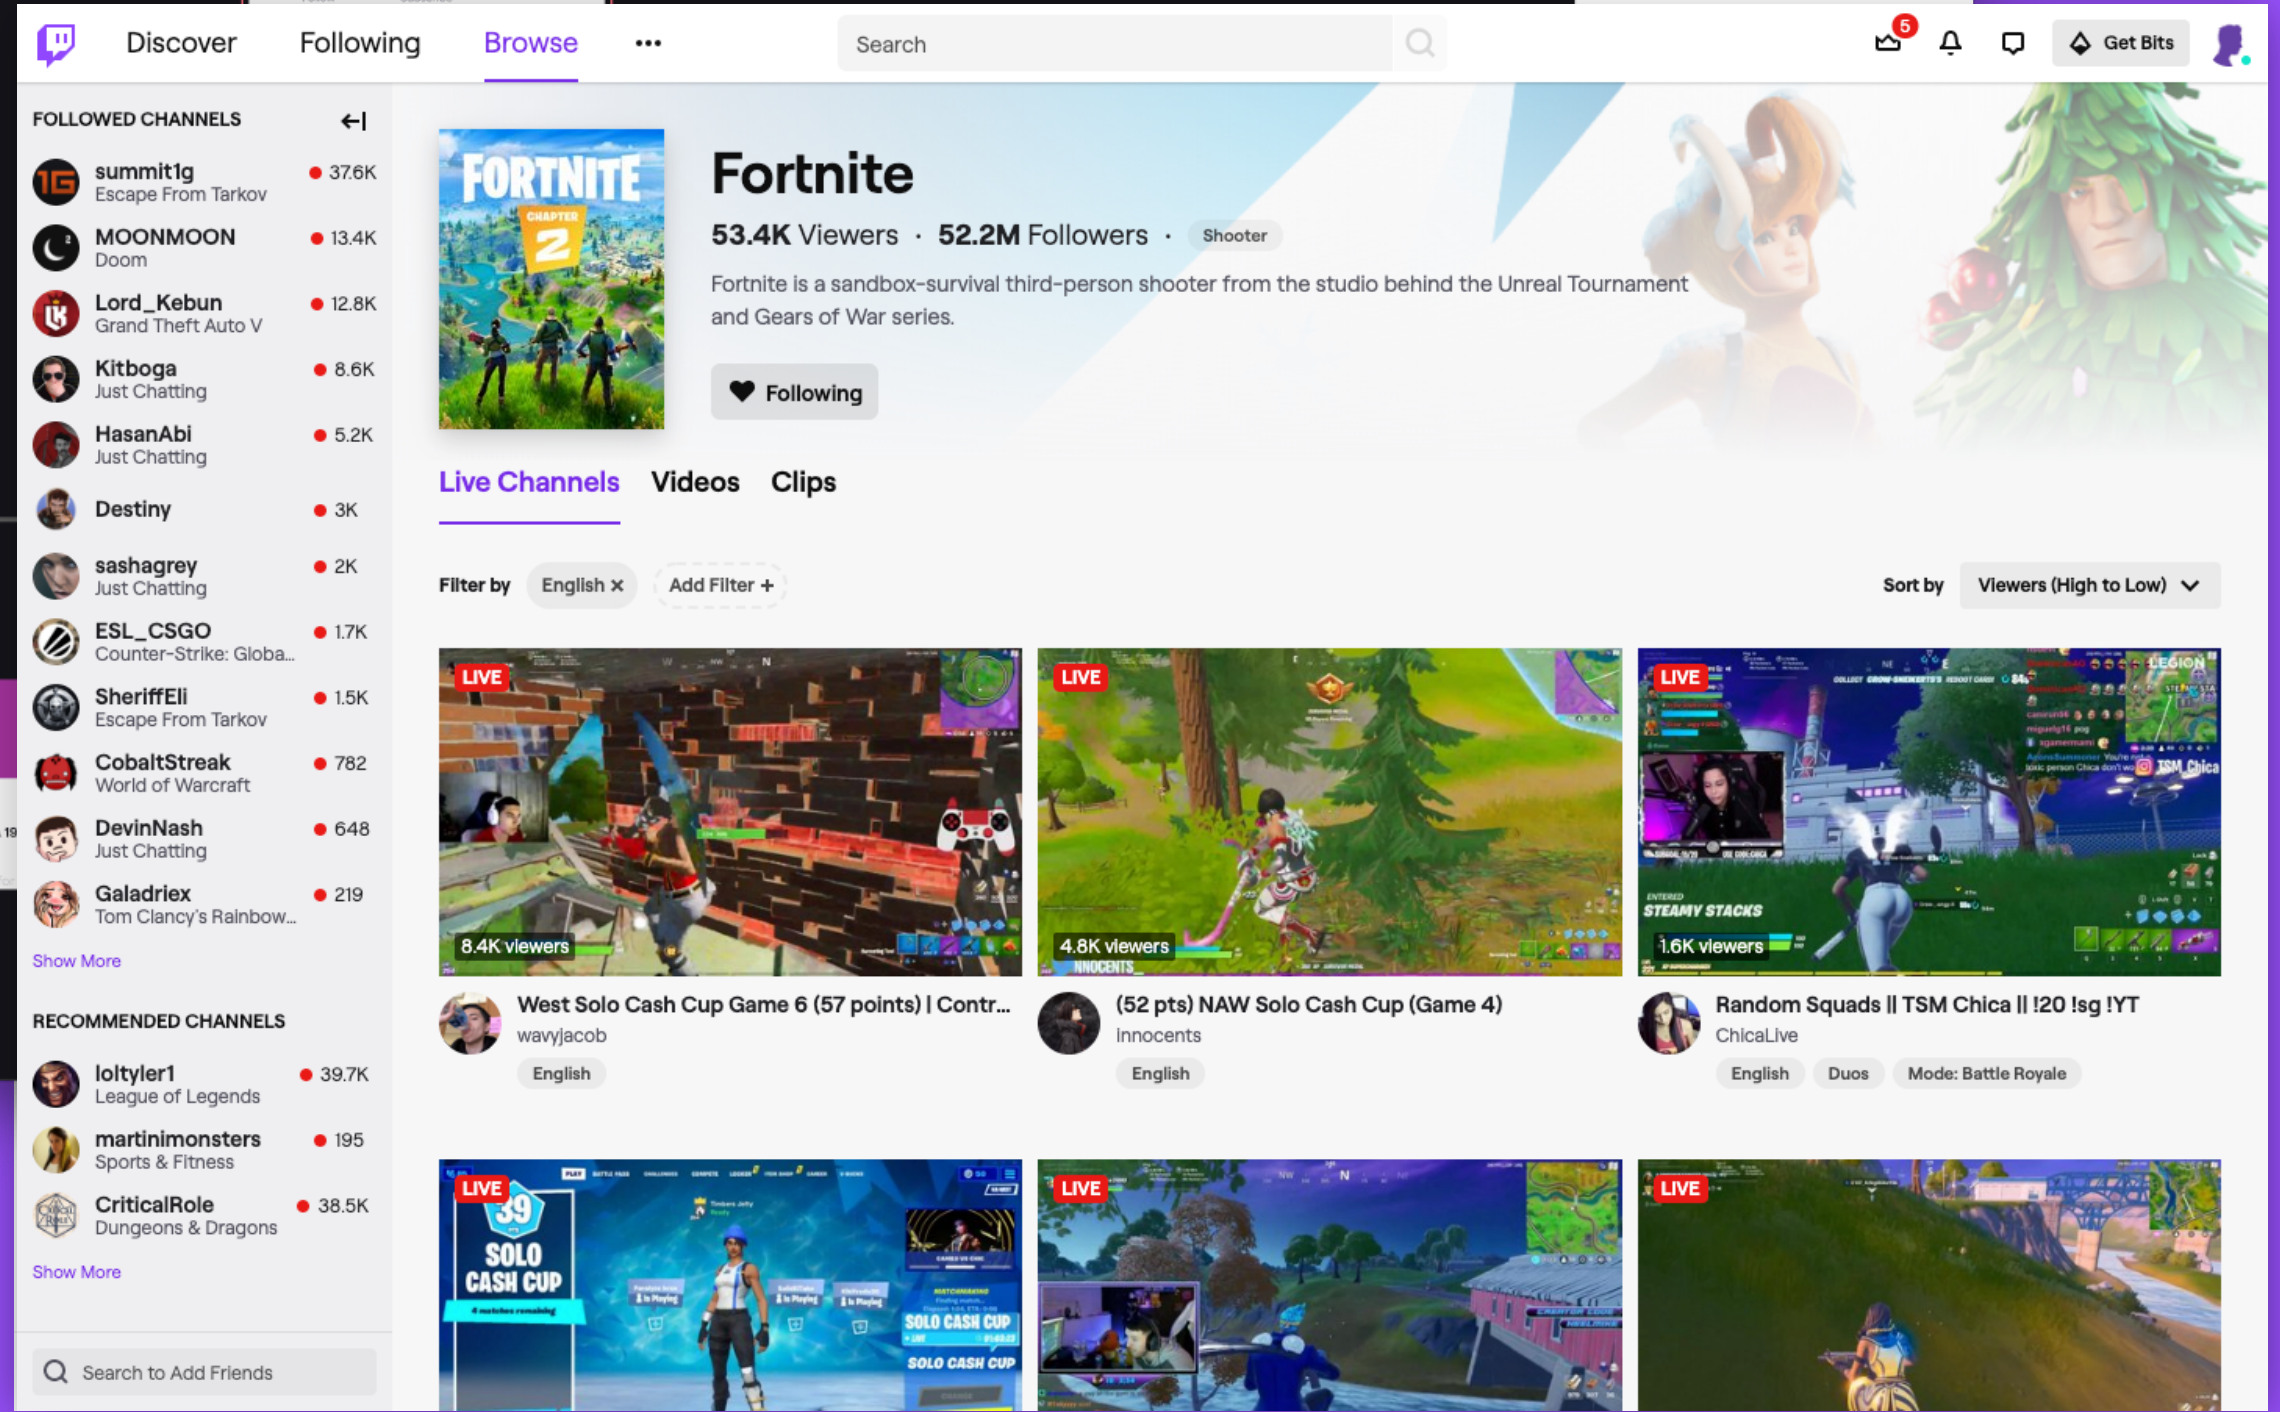 Discover
Following
Browse
Search
5
Get Bits
FOLLOWED CHANNELS
summit1g
37.6K
Escape From Tarkov
MOONMOON
13.4K
Doom
Lord_Kebun
12.8K
Grand Theft Auto V
Kitboga
8.6K
Just Chatting
HasanAbi
5.2K
Just Chatting
Destiny
3K
sashagrey
2K
Just Chatting
ESL_CSGO
1.7K
Counter-Strike: Globa...
SheriffEli
1.5K
Escape From Tarkov
CobaltStreak
782
World of Warcraft
DevinNash
648
Just Chatting
Galadriex
219
Tom Clancy's Rainbow...
Show More
RECOMMENDED CHANNELS
loltyler1
39.7K
League of Legends
martinimonsters
195
Sports & Fitness
CriticalRole
38.5K
Dungeons & Dragons
Show More
Search to Add Friends
FORTNITE
CHAPTER
2
Fortnite
53.4K Viewers · 52.2M Followers · Shooter
Fortnite is a sandbox-survival third-person shooter from the studio behind the Unreal Tournament
and Gears of War series.
Following
Live Channels
Videos
Clips
Filter by
English
Add Filter +
Sort by
Viewers (High to Low)
LIVE
8.4K viewers
West Solo Cash Cup Game 6 (57 points) | Contr...
wavyjacob
English
LIVE
4.8K viewers
INNOCENTS
(52 pts) NAW Solo Cash Cup (Game 4)
Innocents
English
LIVE
LEGION
TSM_Chica
ENTERED
STEAMY STACKS
1.6K viewers
Random Squads || TSM Chica || !20 !sg !YT
ChicaLive
English
Duos
Mode: Battle Royale
LIVE
PLAY
39
SOLO
CASH CUP
4 matches remaining
MATCHMAKING
SOLO CASH CUP
SOLO CASH CUP
LIVE
LIVE